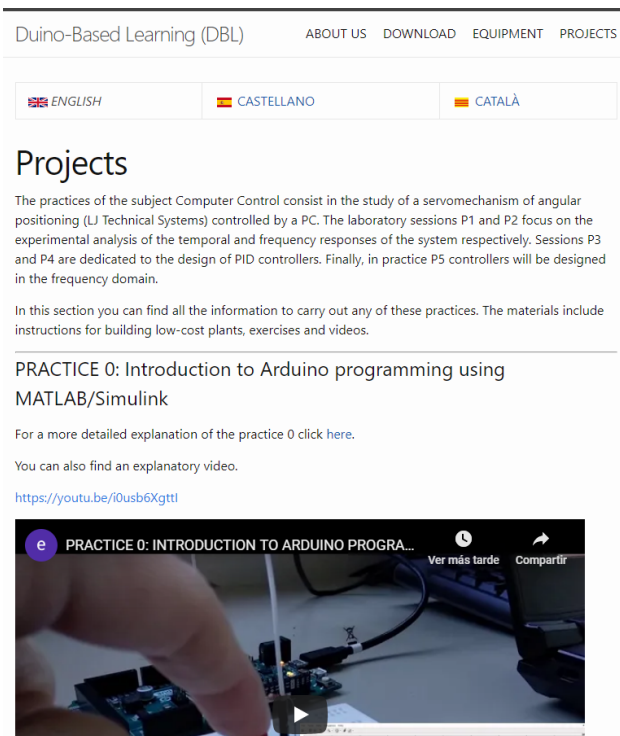 Duino-Based Learning (DBL) ABOUT US DOWNLOAD EQUIPMENT PROJECTS
ENGLISH CASTELLANO CATALÀ
Projects
The practices of the subject Computer Control consist in the study of a servomechanism of angular
positioning (LJ Technical Systems) controlled by a PC. The laboratory sessions P1 and P2 focus on the
experimental analysis of the temporal and frequency responses of the system respectively. Sessions P3
and P4 are dedicated to the design of PID controllers. Finally, in practice P5 controllers will be designed
in the frequency domain.
In this section you can find all the information to carry out any of these practices. The materials include
instructions for building low-cost plants, exercises and videos.
PRACTICE 0: Introduction to Arduino programming using
MATLAB/Simulink
For a more detailed explanation of the practice 0 click here.
You can also find an explanatory video.
https://youtu.be/i0usb6XgttI
e PRACTICE 0: INTRODUCTION TO ARDUINO PROGRA...
Ver más tarde Compartir